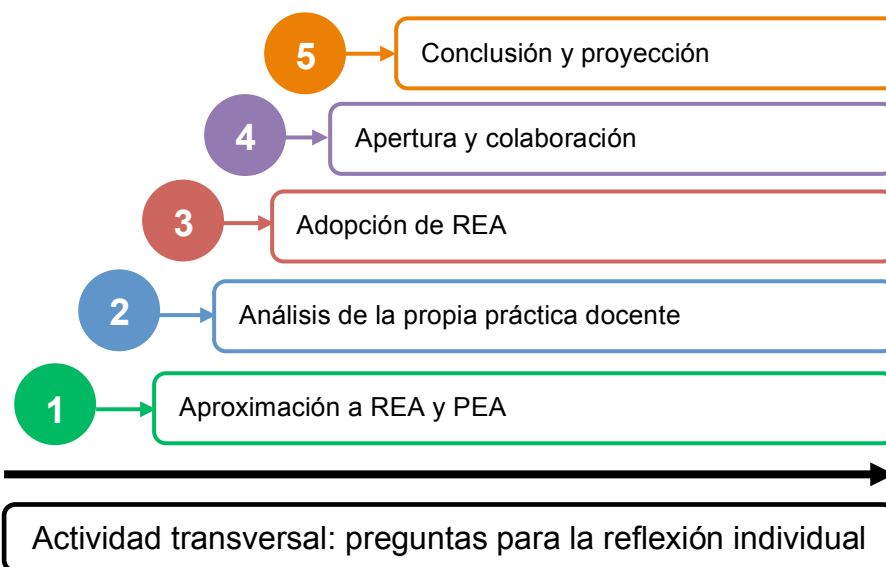 5
Conclusión y proyección
4
Apertura y colaboración
3
Adopción de REA
2
Análisis de la propia práctica docente
1
Aproximación a REA y PEA
Actividad transversal: preguntas para la reflexión individual